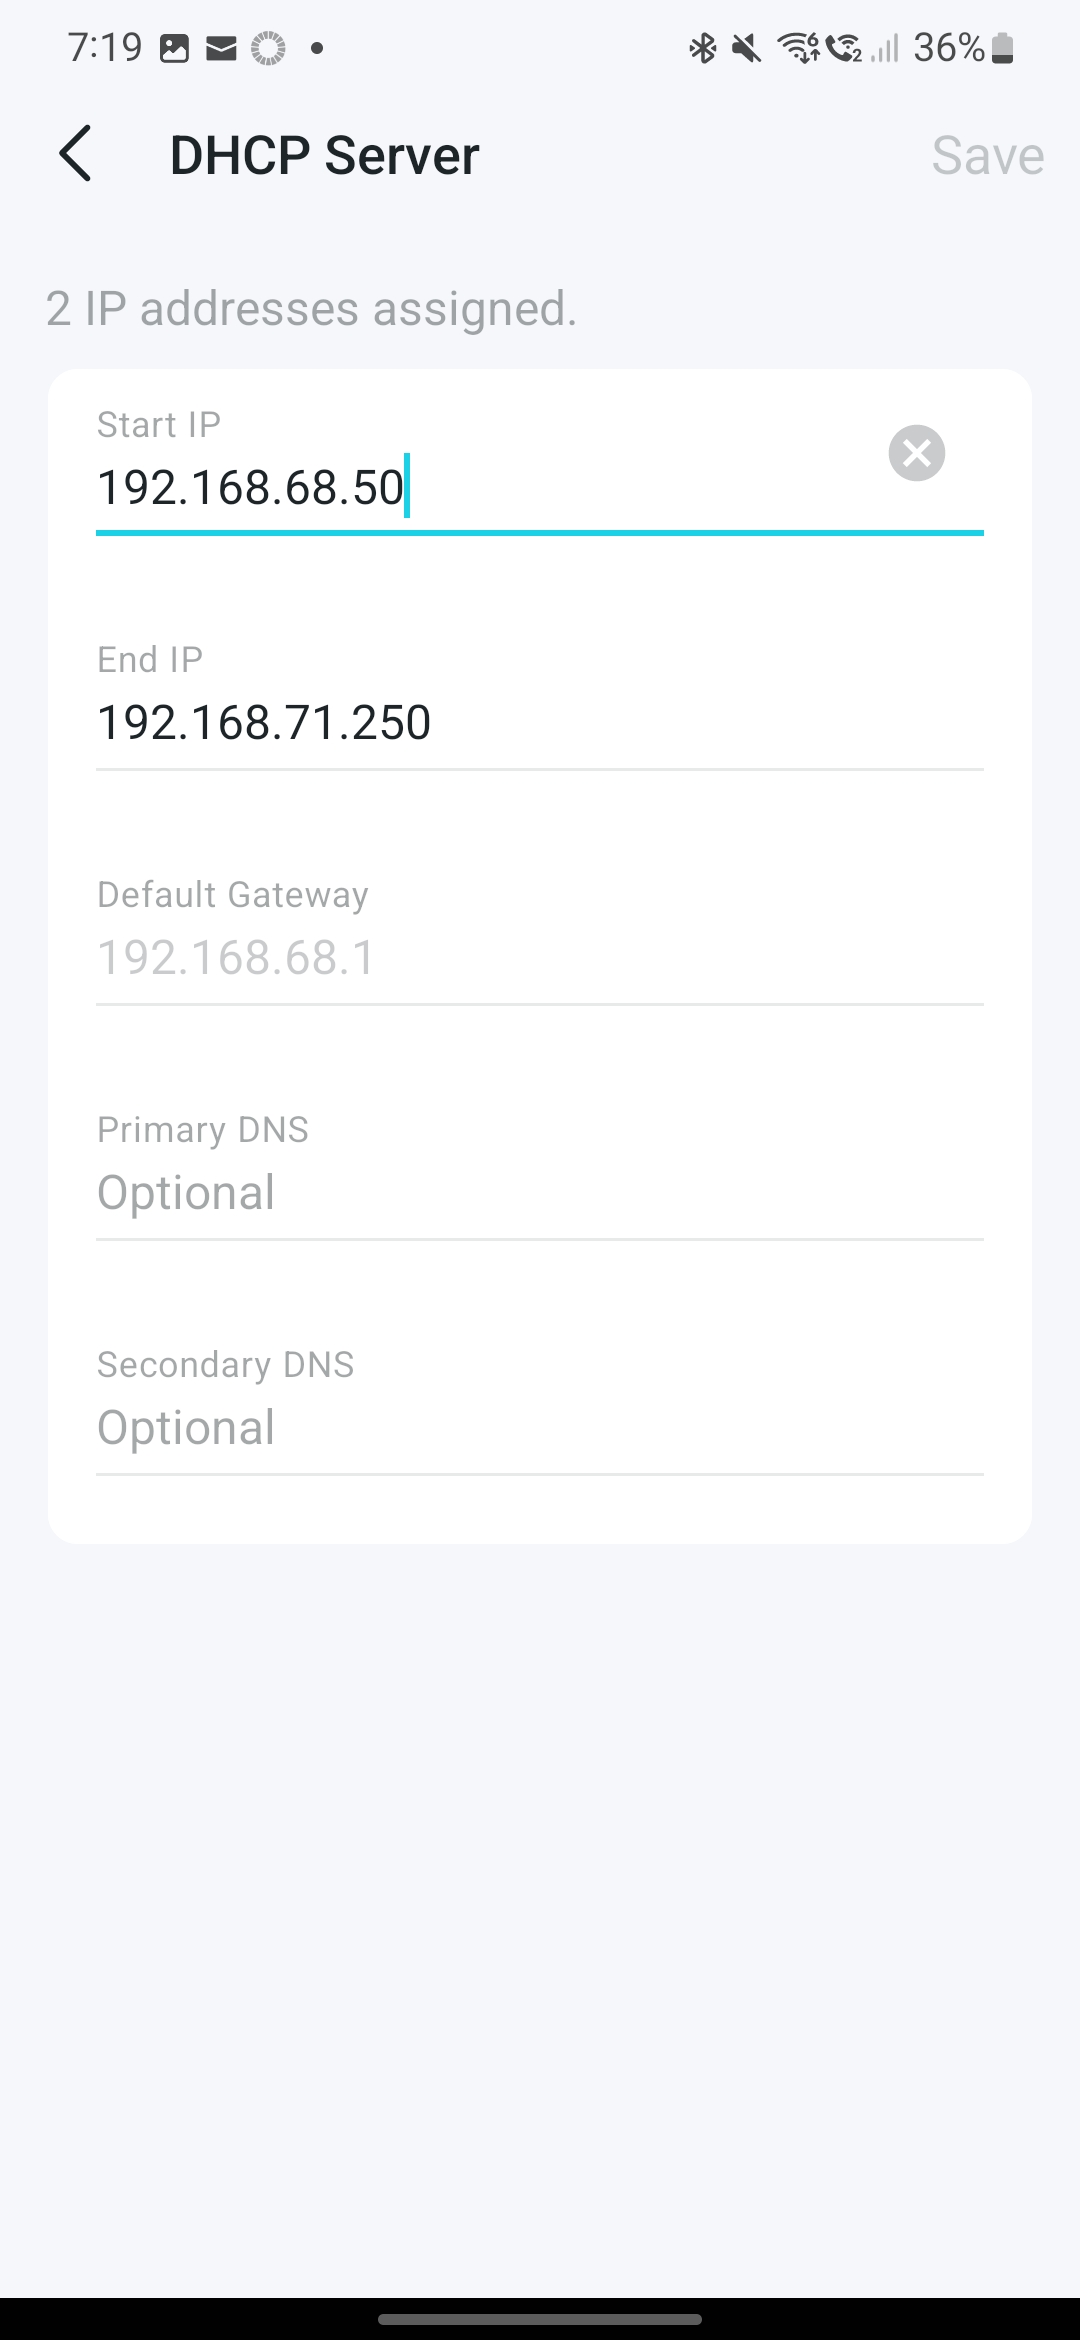 7:19 36%
DHCP Server Save
2 IP addresses assigned.
Start IP
192.168.68.50
End IP
192.168.71.250
Default Gateway
192.168.68.1
Primary DNS
Optional
Secondary DNS
Optional